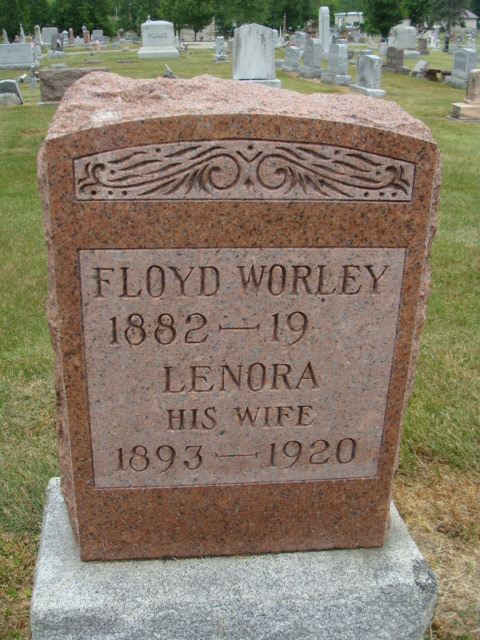 FLOYD WORLEY
1882 — 19
LENORA
HIS WIFE
1893 — 1920